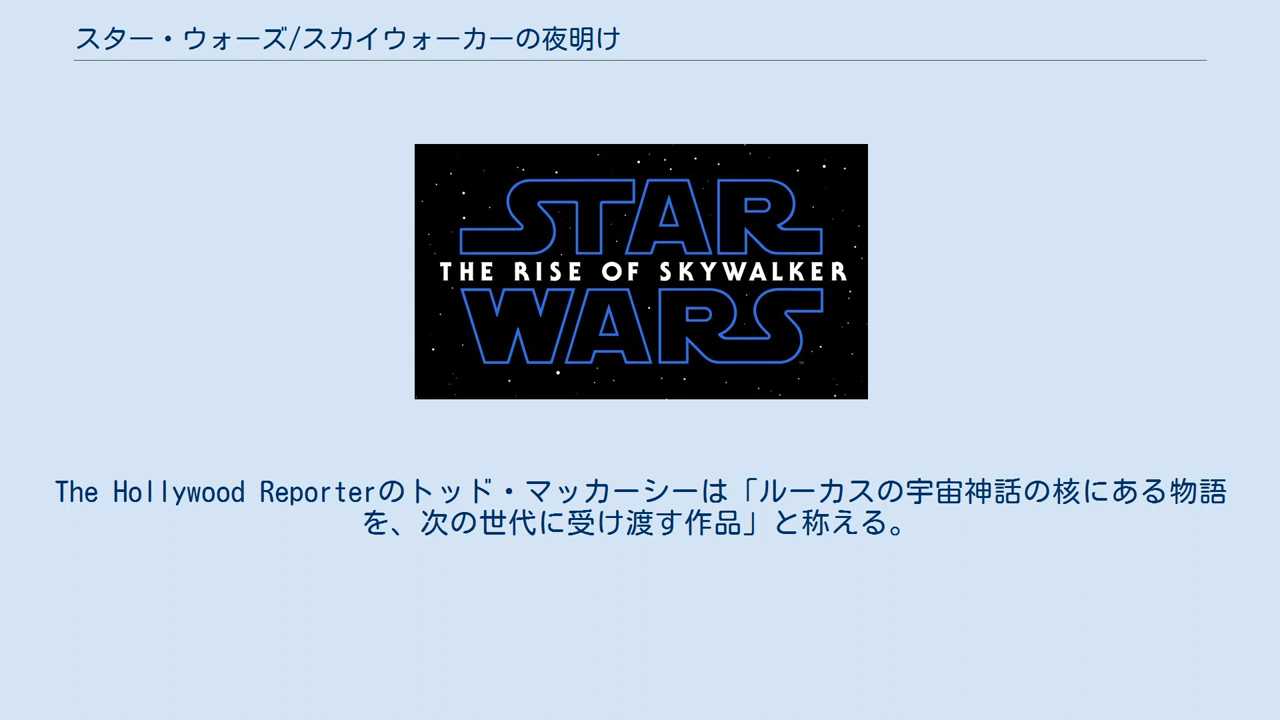 スター・ウォーズ/スカイウォーカーの夜明け
STAR
THE RISE OF SKYWALKER
WARS
The Hollywood Reporterのトッド・マッカーシーは「ルーカスの宇宙神話の核にある物語
を、次の世代に受け渡す作品」と称える。